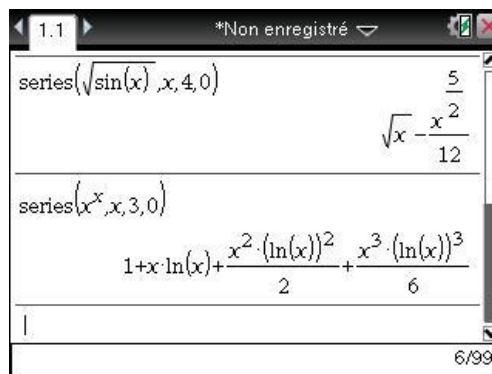 1.1 *Non enregistré
series(√sin(x),x,4,0)
√x-x^(5/2)/12
series(x^x,x,3,0)
1+x·ln(x)+x^2·(ln(x))^2/2+x^3·(ln(x))^3/6
6/99